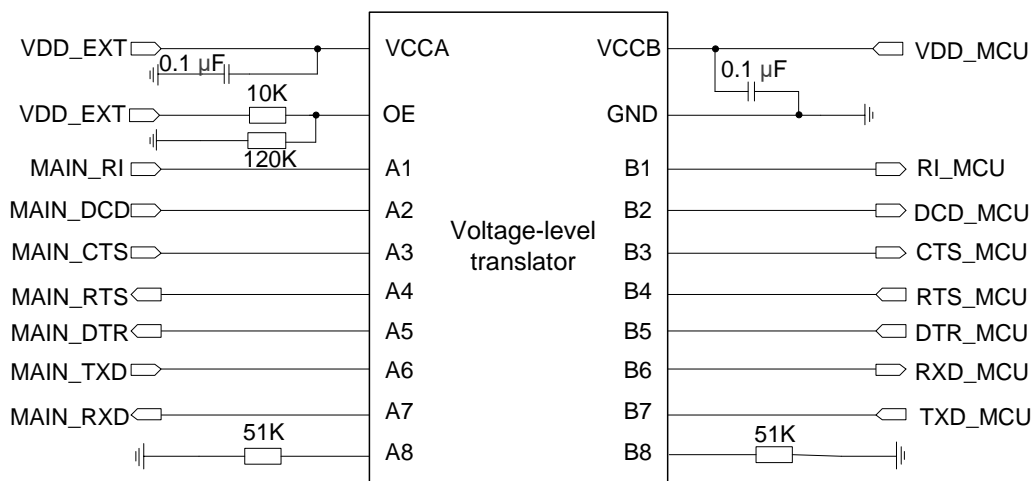 VDD_EXT VCCA VCCB VDD_MCU
0.1 µF 0.1 µF
10K
VDD_EXT OE GND
120K
MAIN_RI A1 B1 RI_MCU
MAIN_DCD A2 B2 DCD_MCU
Voltage-level
translator
MAIN_CTS A3 B3 CTS_MCU
MAIN_RTS A4 B4 RTS_MCU
MAIN_DTR A5 B5 DTR_MCU
MAIN_TXD A6 B6 RXD_MCU
MAIN_RXD A7 B7 TXD_MCU
51K 51K
A8 B8